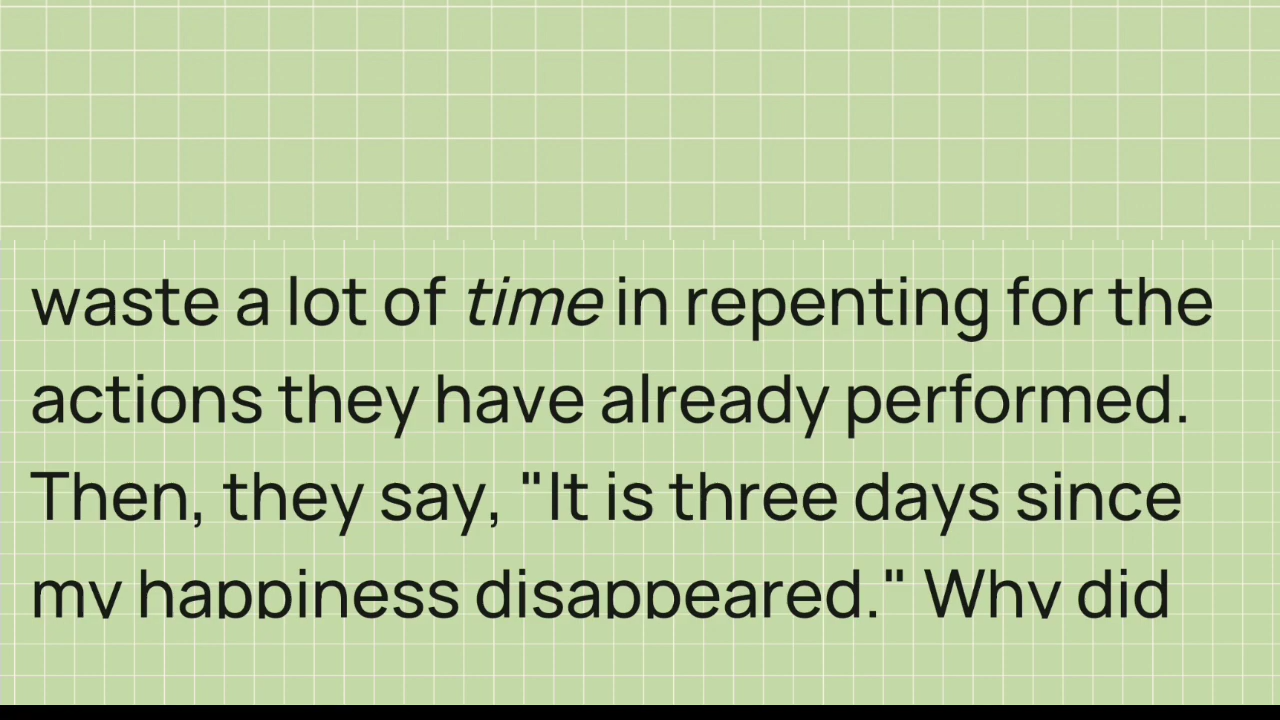 waste a lot of time in repenting for the
actions they have already performed.
Then, they say, "It is three days since
my happiness disappeared." Why did